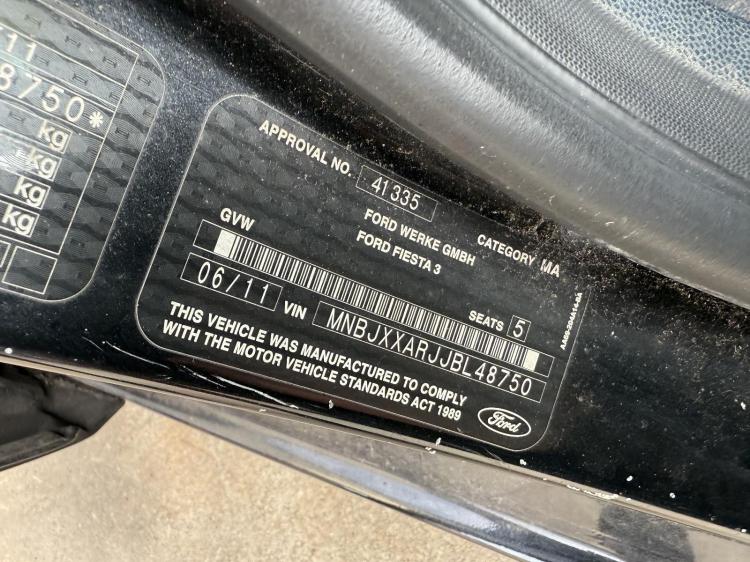 /11
8750*
kg
kg
kg
kg
APPROVAL NO. 41335
FORD WERKE GMBH CATEGORY MA
FORD FIESTA 3
GVW
SEATS 5
06/11 VIN MNBJXXARJJBL48750
THIS VEHICLE WAS MANUFACTURED TO COMPLY
WITH THE MOTOR VEHICLE STANDARDS ACT 1989
Ford